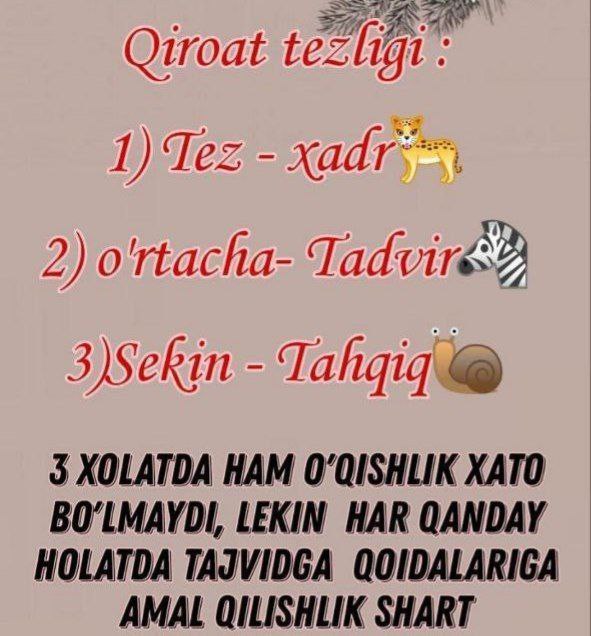 Qiroat tezligi :
1) Tez - xadr🐆
2) o'rtacha- Tadvir🦓
3)Sekin - Tahqiq🐌
3 XOLATDA HAM O'QISHLIK XATO
BO'LMAYDI, LEKIN HAR QANDAY
HOLATDA TAJVIDGA QOIDALARIGA
AMAL QILISHLIK SHART